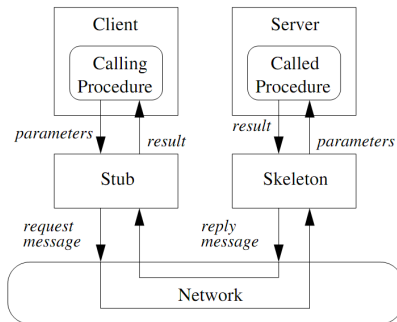 Client
Server
Calling
Procedure
Called
Procedure
parameters
result
result
parameters
Stub
Skeleton
request
message
reply
message
Network